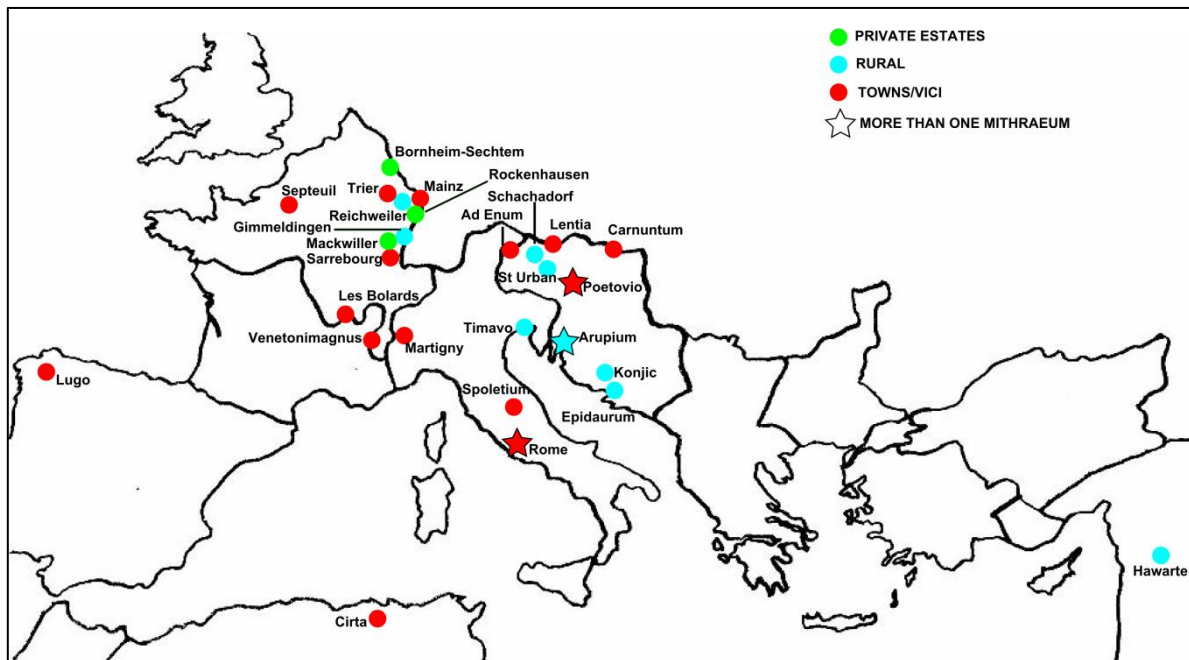 PRIVATE ESTATES
RURAL
TOWNS/VICI
MORE THAN ONE MITHRAEUM
Bornheim-Sechtem
Rockenhausen
Trier
Mainz
Septeuil
Schachadorf
Reichweiler
Ad Enum
Lentia
Gimmeldingen
Carnuntum
Mackwiller
Sarrebourg
St Urban
Poetovio
Les Bolards
Timavo
Arupium
Venetonimagnus
Martigny
Lugo
Konjic
Spoletium
Epidaurum
Rome
Hawarte
Cirta